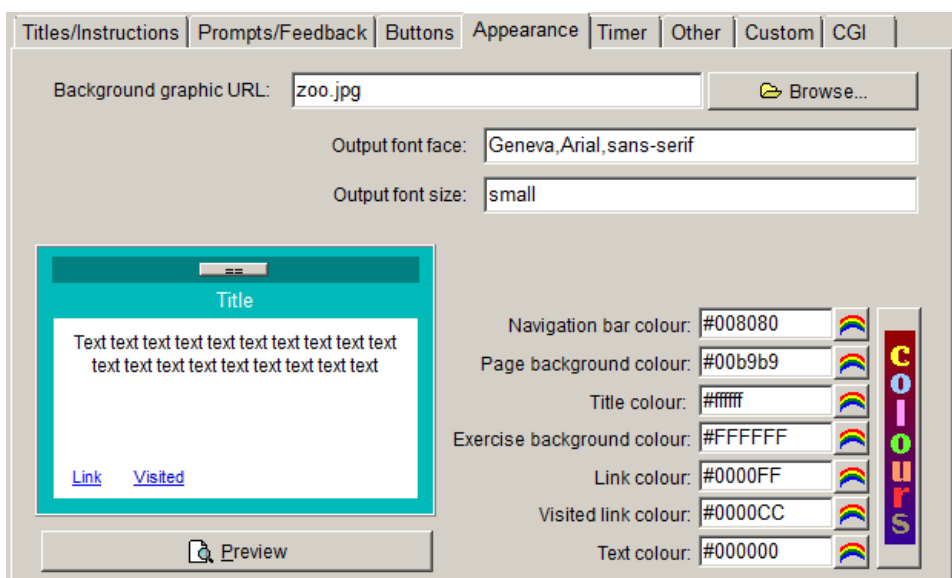 Titles/Instructions Prompts/Feedback Buttons Appearance Timer Other Custom CGI
Background graphic URL: zoo.jpg Browse...
Output font face: Geneva,Arial,sans-serif
Output font size: small
==
Title
Text text text text text text text text text text
text text text text text text text text text
Link Visited
Preview
Navigation bar colour: #008080
Page background colour: #00b9b9
Title colour: #ffffff
Exercise background colour: #FFFFFF
Link colour: #0000FF
Visited link colour: #0000CC
Text colour: #000000
colours